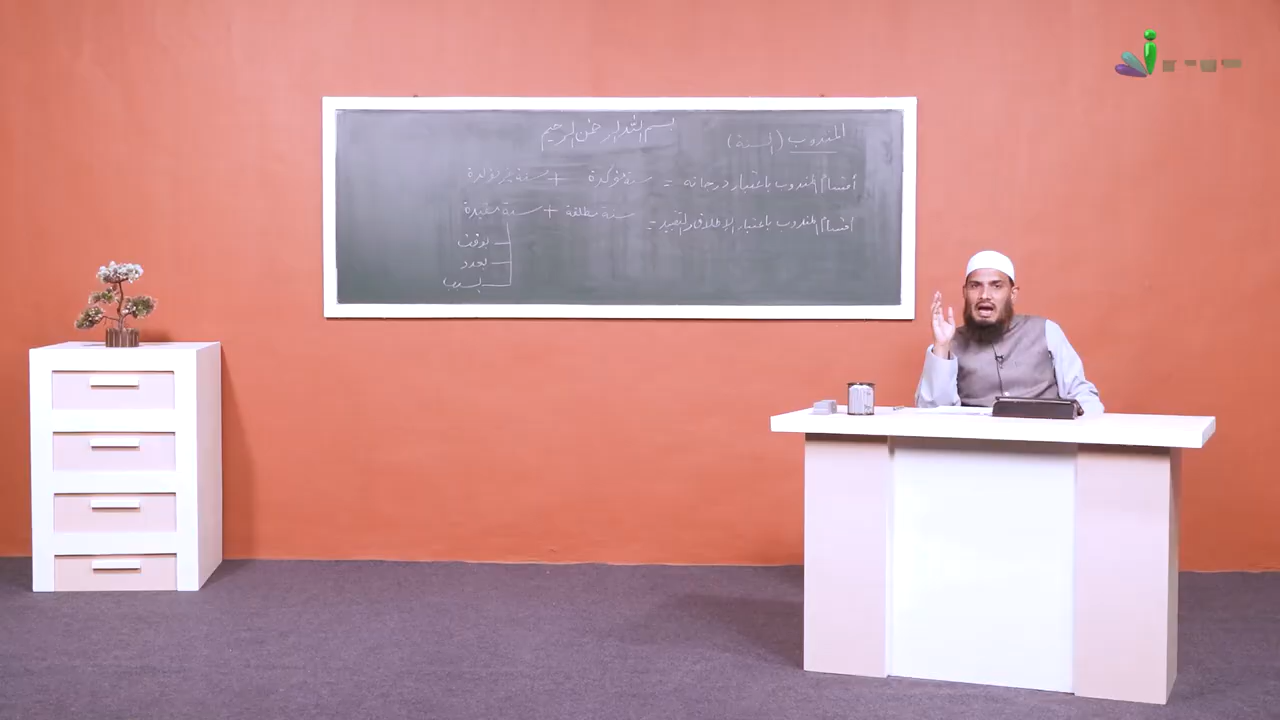 بسم الله الرحمن الرحيم
المندوب (السنة)
أقسام المندوب باعتبار درجاته = سنة مؤكدة + سنة غير مؤكدة
اقسام المندوب باعتبار الإطلاق والتقييد = سنة مطلقة + سنة مقيدة
بوقت
بعدد
بسبب